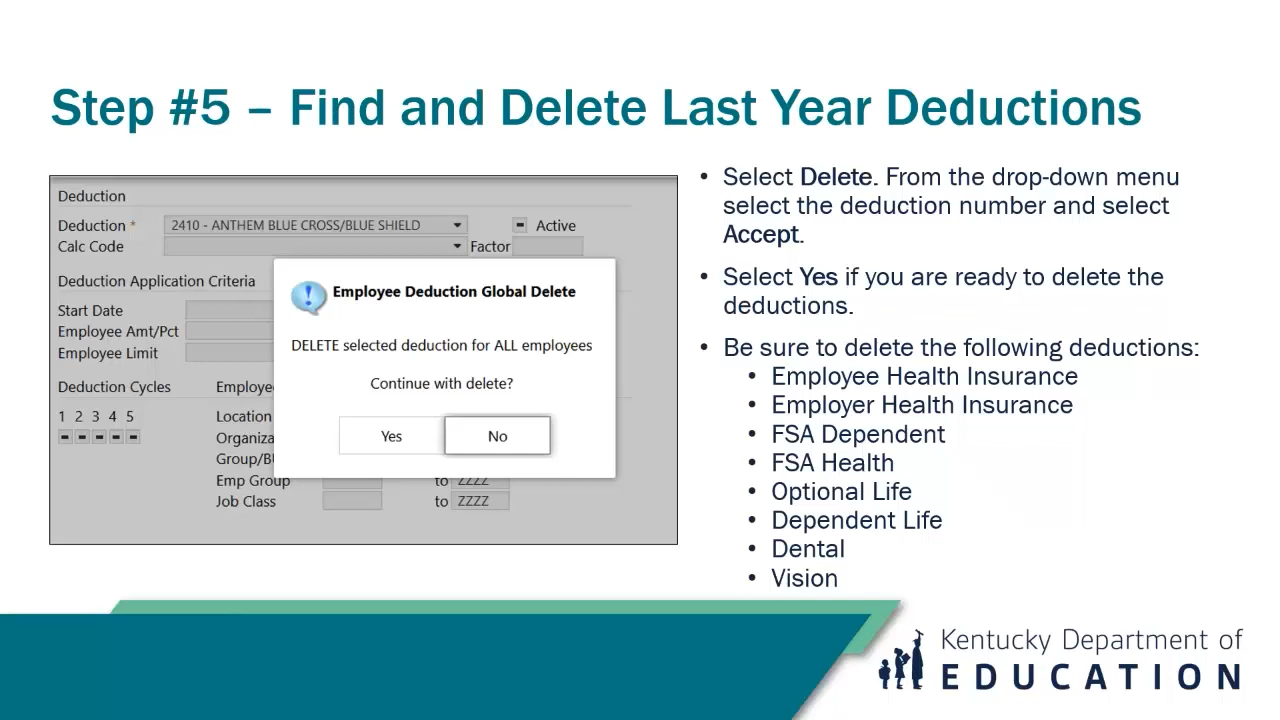 Step #5 – Find and Delete Last Year Deductions
Deduction
Deduction * 2410 - ANTHEM BLUE CROSS/BLUE SHIELD Active
Calc Code Factor
Deduction Application Criteria
Start Date
Employee Amt/Pct
Employee Limit
Deduction Cycles Employe
1 2 3 4 5 Location
Organiza
Group/BU
Emp Group to ZZZZ
Job Class to ZZZZ
Employee Deduction Global Delete
DELETE selected deduction for ALL employees
Continue with delete?
Yes No
• Select Delete. From the drop-down menu
select the deduction number and select
Accept.
• Select Yes if you are ready to delete the
deductions.
• Be sure to delete the following deductions:
• Employee Health Insurance
• Employer Health Insurance
• FSA Dependent
• FSA Health
• Optional Life
• Dependent Life
• Dental
• Vision
Kentucky Department of
EDUCATION